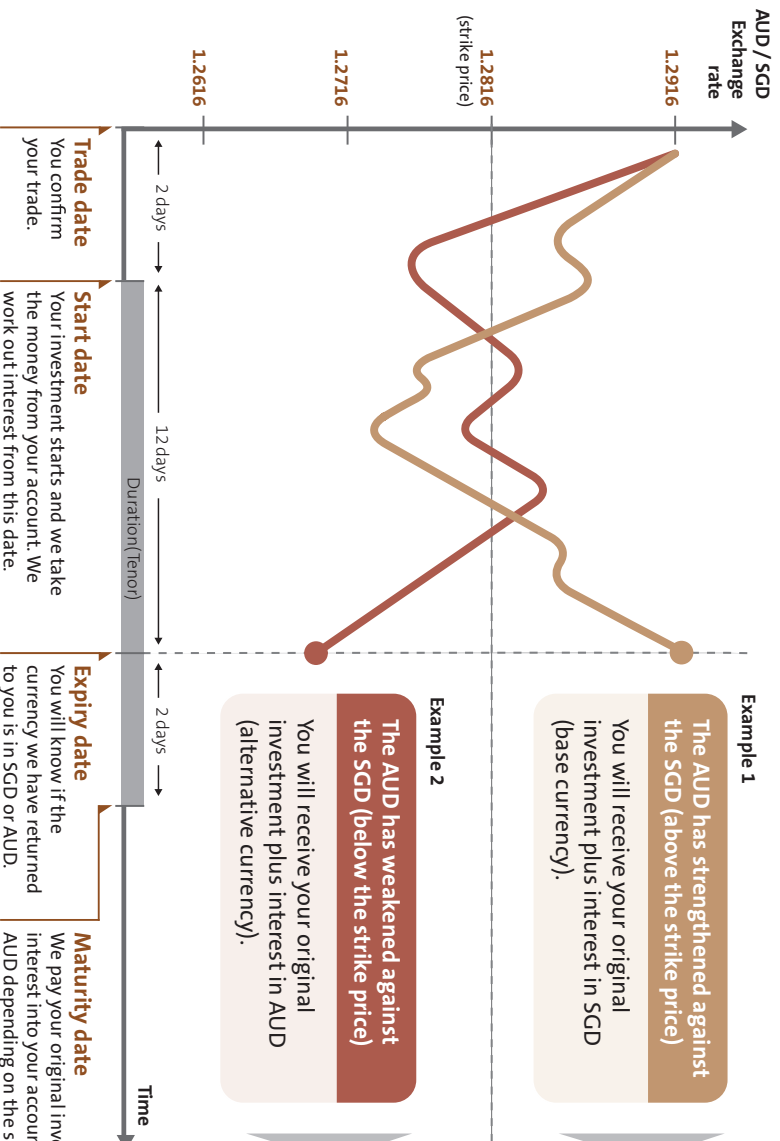 AUD / SGD
Exchange
rate
1.2916
1.2816
(strike price)
1.2716
1.2616
Example 1
The AUD has strengthened against
the SGD (above the strike price)
You will receive your original
investment plus interest in SGD
(base currency).
Example 2
The AUD has weakened against
the SGD (below the strike price)
You will receive your original
investment plus interest in AUD
(alternative currency).
2 days
12 days
2 days
Duration(Tenor)
Time
Trade date
You confirm
your trade.
Start date
Your investment starts and we take
the money from your account. We
work out interest from this date.
Expiry date
You will know if the
currency we have returned
to you is in SGD or AUD.
Maturity date
We pay your original
interest into your
AUD depending on the